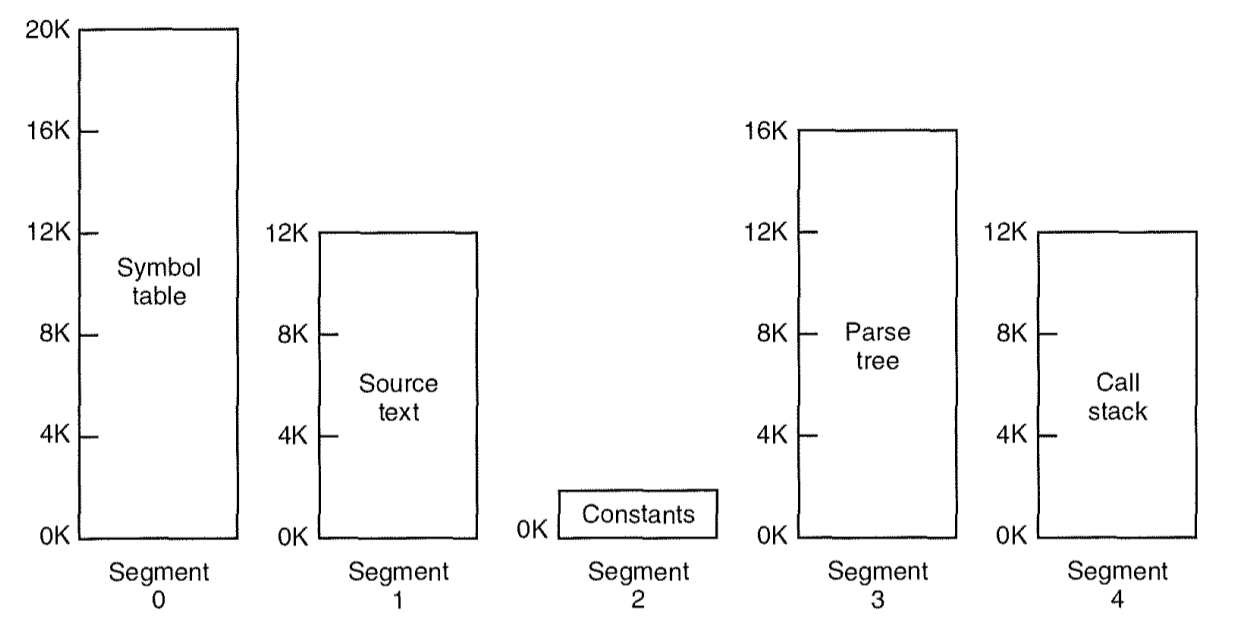 20K
16K
12K
8K
4K
0K
Symbol
table
Segment
0
12K
8K
4K
0K
Source
text
Segment
1
0K
Constants
Segment
2
16K
12K
8K
4K
0K
Parse
tree
Segment
3
12K
8K
4K
0K
Call
stack
Segment
4